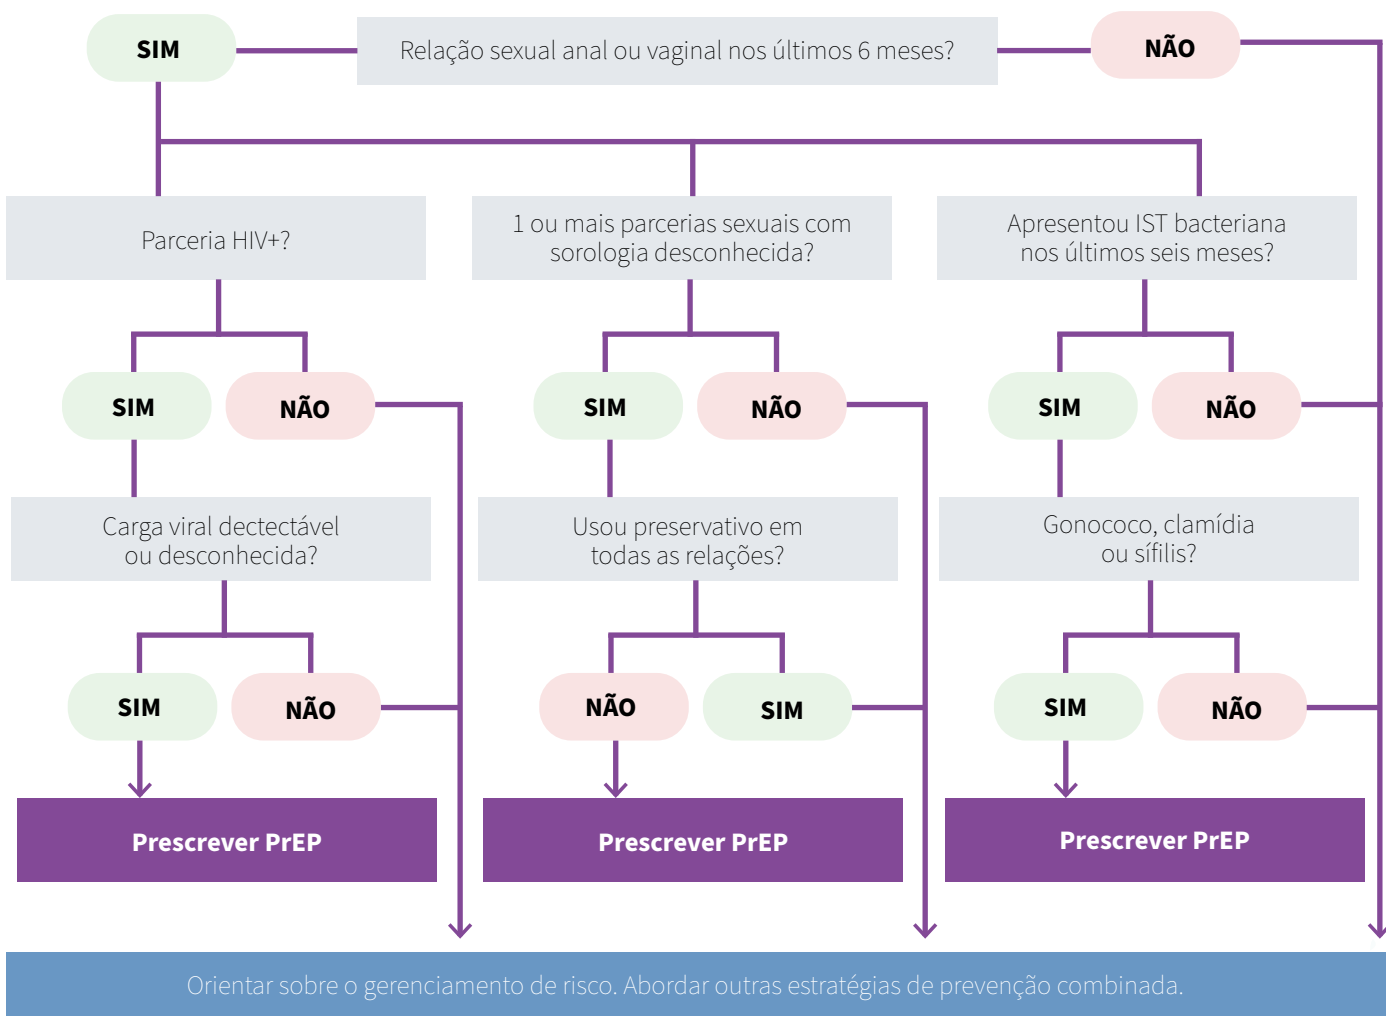 SIM
Relação sexual anal ou vaginal nos últimos 6 meses?
NÃO
Parceria HIV+?
1 ou mais parcerias sexuais com
sorologia desconhecida?
Apresentou IST bacteriana
nos últimos seis meses?
SIM
NÃO
SIM
NÃO
SIM
NÃO
Carga viral dectectável
ou desconhecida?
Usou preservativo em
todas as relações?
Gonococo, clamídia
ou sífilis?
SIM
NÃO
NÃO
SIM
SIM
NÃO
Prescrever PrEP
Prescrever PrEP
Prescrever PrEP
Orientar sobre o gerenciamento de risco. Abordar outras estratégias de prevenção combinada.